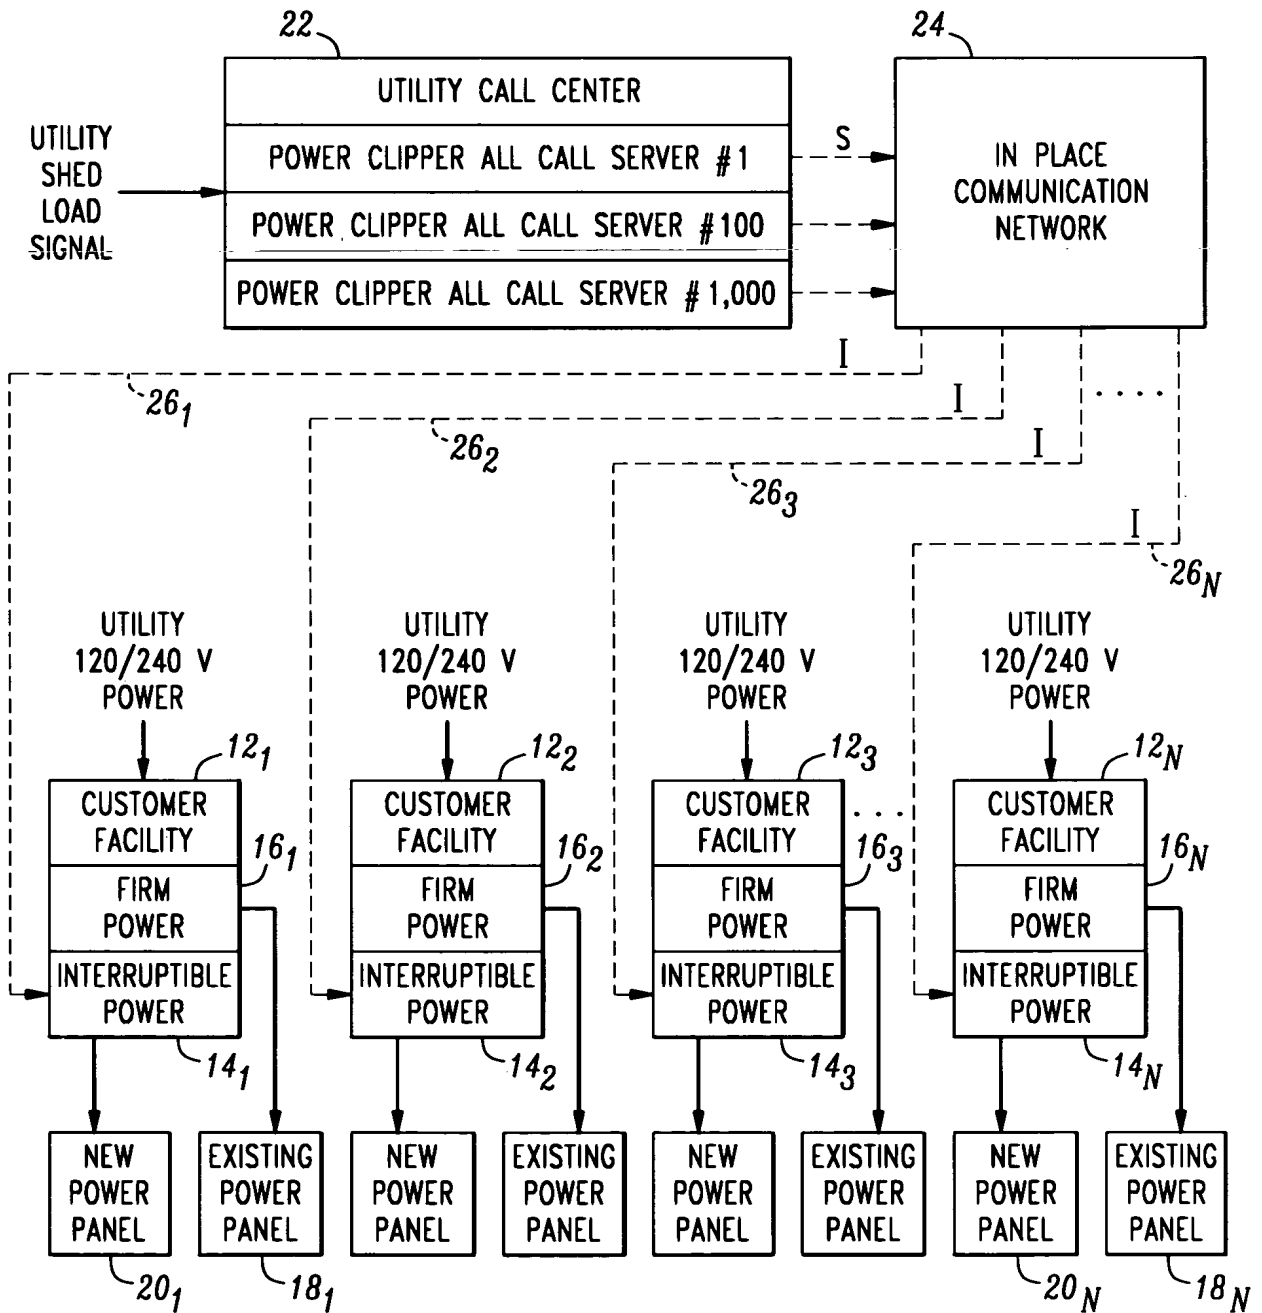 22
24
UTILITY CALL CENTER
UTILITY
SHED
LOAD
SIGNAL
POWER CLIPPER ALL CALL SERVER #1
POWER CLIPPER ALL CALL SERVER #100
POWER CLIPPER ALL CALL SERVER #1,000
S
IN PLACE
COMMUNICATION
NETWORK
I
26₁
I
....
26₂
I
26₃
I
26N
UTILITY
120/240 V
POWER
UTILITY
120/240 V
POWER
UTILITY
120/240 V
POWER
UTILITY
120/240 V
POWER
12₁
12₂
12₃
12N
CUSTOMER
FACILITY
CUSTOMER
FACILITY
CUSTOMER
FACILITY
...
CUSTOMER
FACILITY
16₁
16₂
16₃
16N
FIRM
POWER
FIRM
POWER
FIRM
POWER
FIRM
POWER
INTERRUPTIBLE
POWER
INTERRUPTIBLE
POWER
INTERRUPTIBLE
POWER
INTERRUPTIBLE
POWER
14₁
14₂
14₃
14N
NEW
POWER
PANEL
EXISTING
POWER
PANEL
NEW
POWER
PANEL
EXISTING
POWER
PANEL
NEW
POWER
PANEL
EXISTING
POWER
PANEL
NEW
POWER
PANEL
EXISTING
POWER
PANEL
20₁
18₁
20N
18N